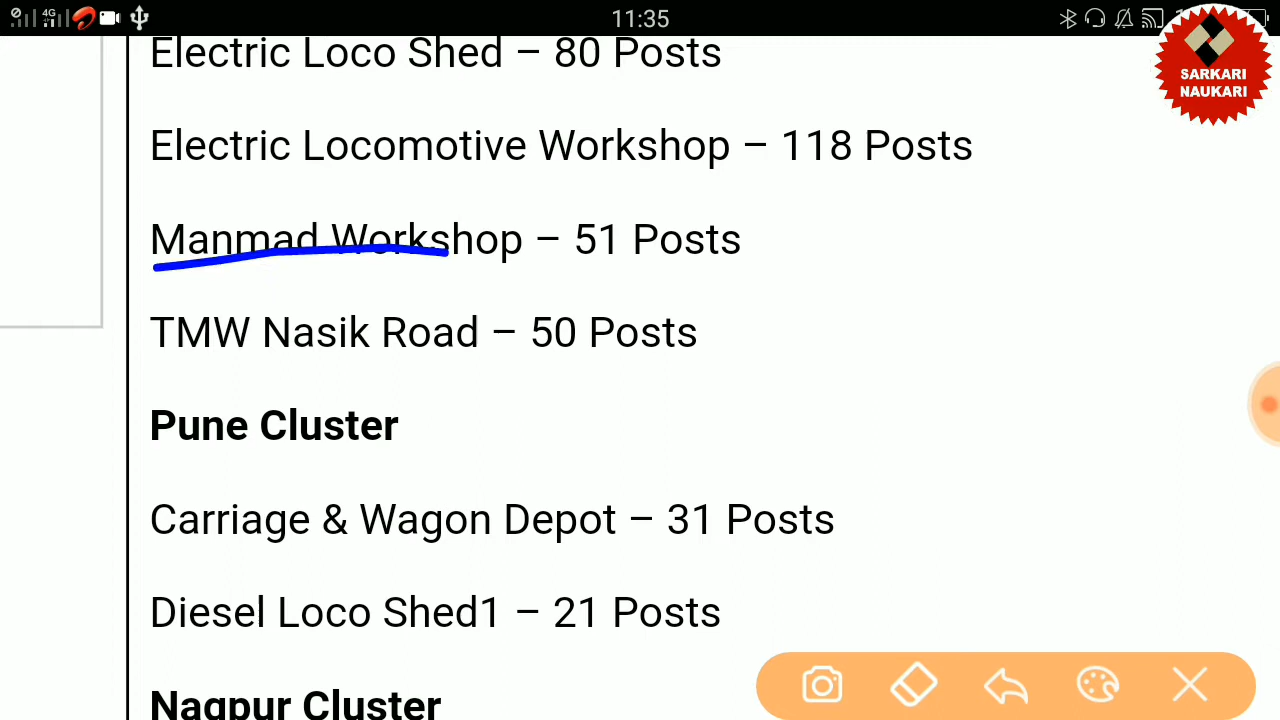 4G
11:35
SARKARI
NAUKARI
Electric Loco Shed – 80 Posts
Electric Locomotive Workshop – 118 Posts
Manmad Workshop – 51 Posts
TMW Nasik Road – 50 Posts
Pune Cluster
Carriage & Wagon Depot – 31 Posts
Diesel Loco Shed1 – 21 Posts
Nagpur Cluster